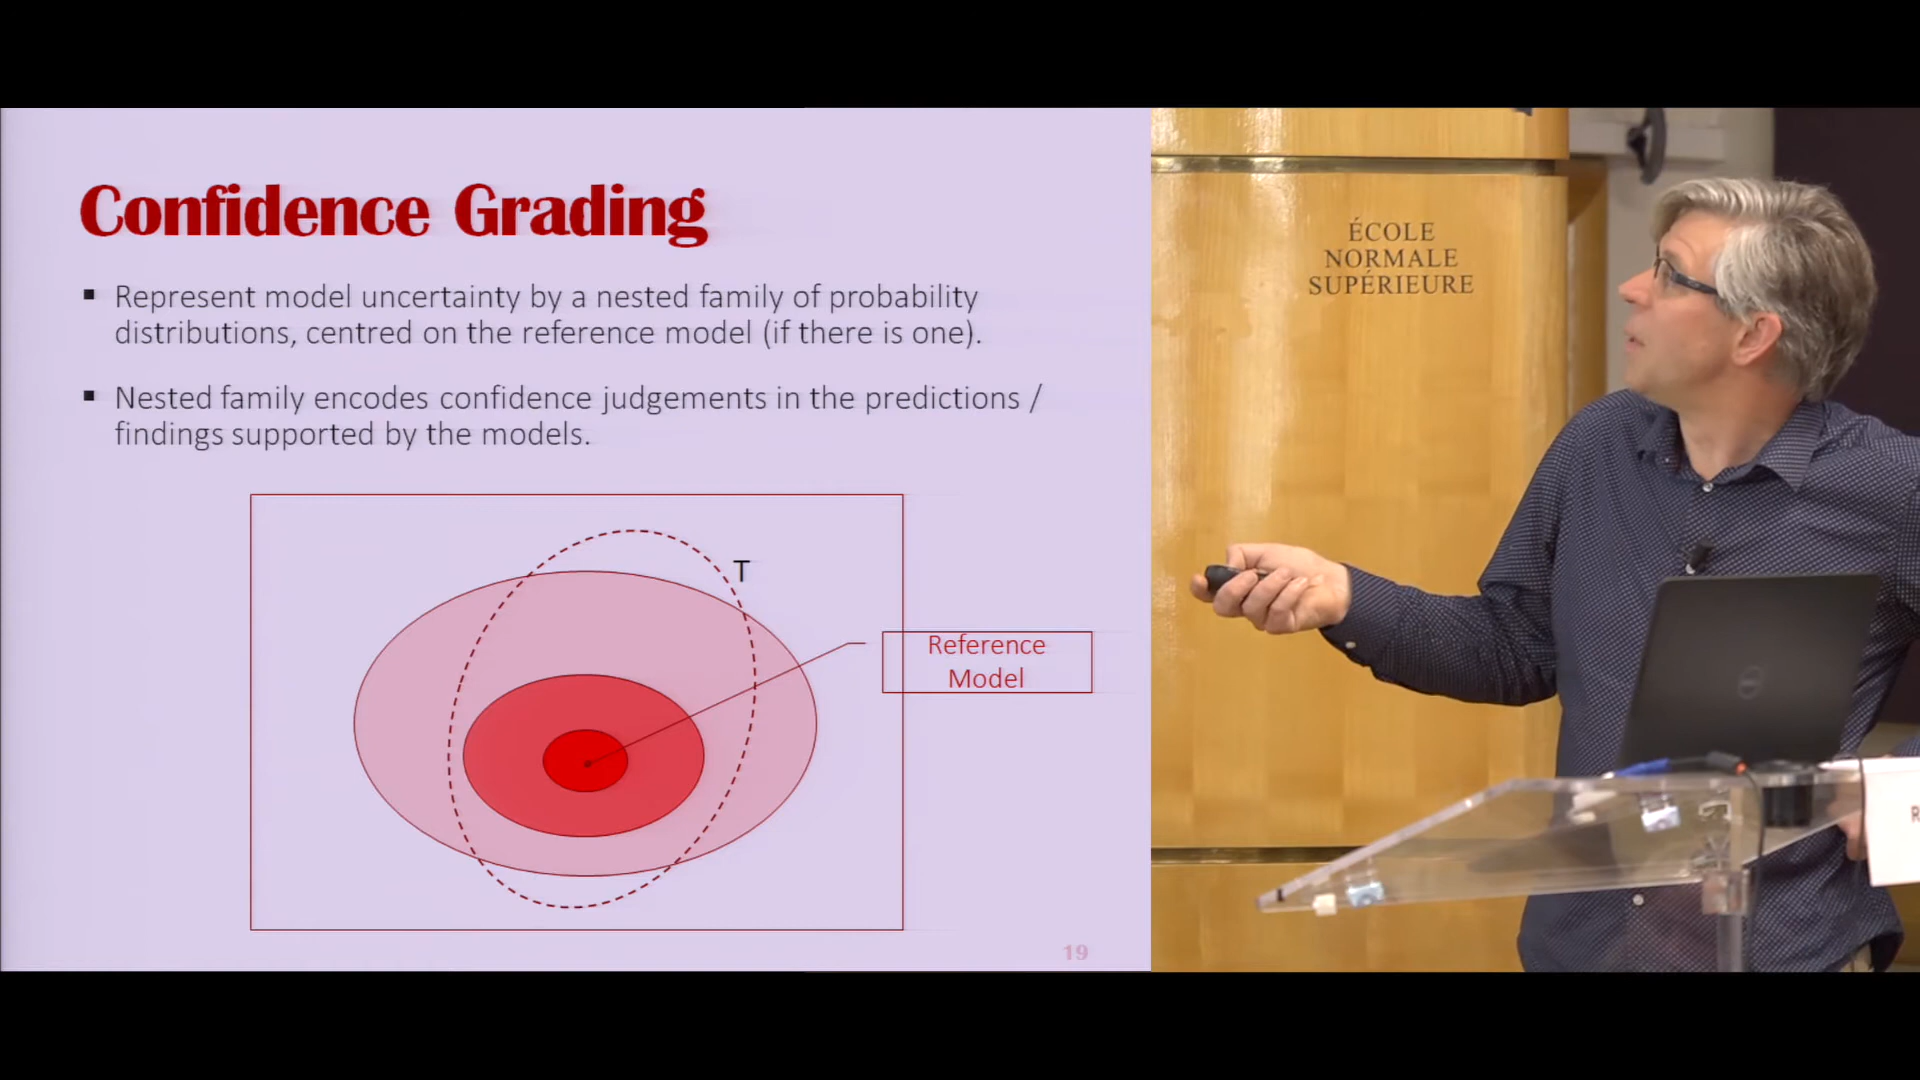 Confidence Grading
▪ Represent model uncertainty by a nested family of probability
distributions, centred on the reference model (if there is one).
▪ Nested family encodes confidence judgements in the predictions /
findings supported by the models.
T
Reference
Model
19
ÉCOLE
NORMALE
SUPÉRIEURE
R